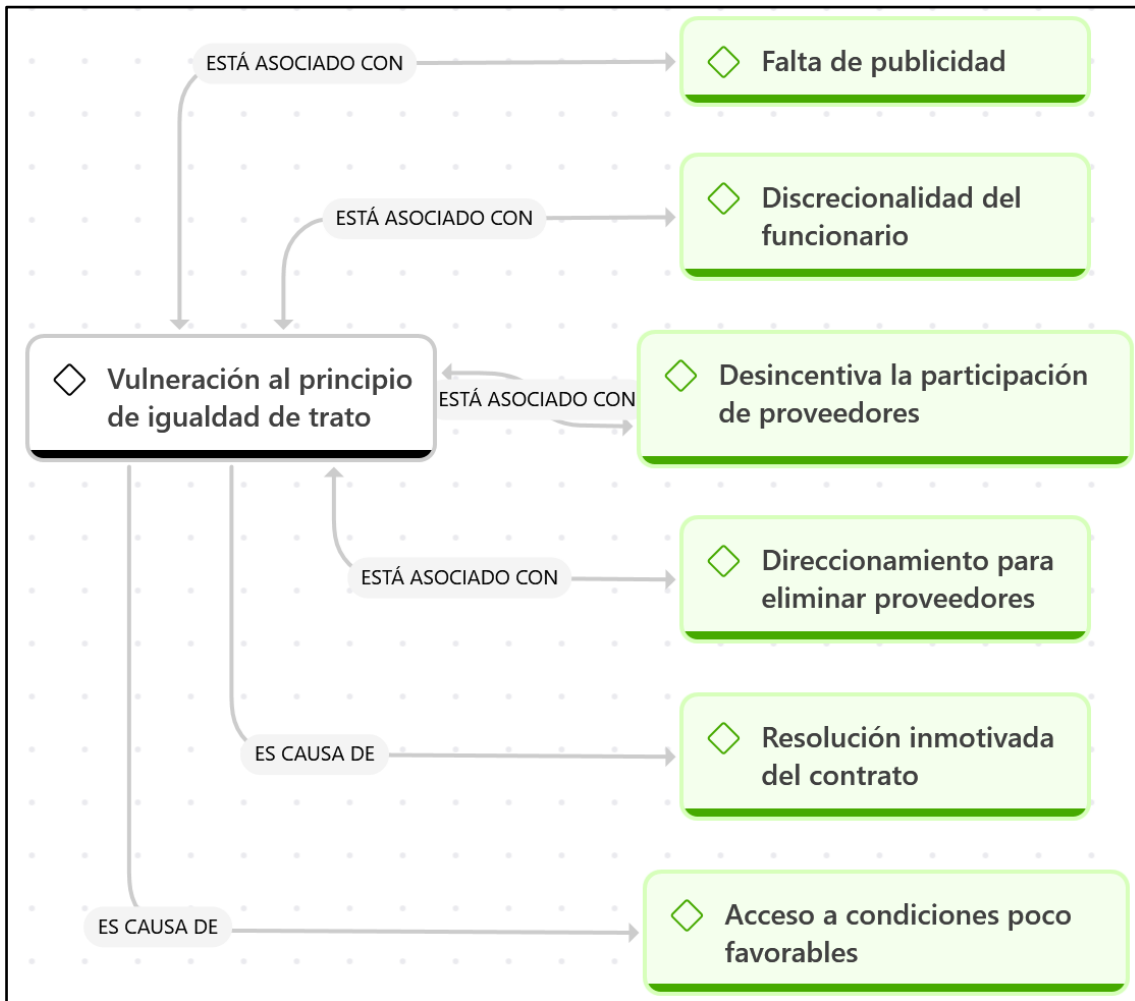 ESTÁ ASOCIADO CON
Falta de publicidad
ESTÁ ASOCIADO CON
Discrecionalidad del
funcionario
Vulneración al principio
de igualdad de trato
ESTÁ ASOCIADO CON
Desincentiva la participación
de proveedores
ESTÁ ASOCIADO CON
Direccionamiento para
eliminar proveedores
ES CAUSA DE
Resolución inmotivada
del contrato
ES CAUSA DE
Acceso a condiciones poco
favorables